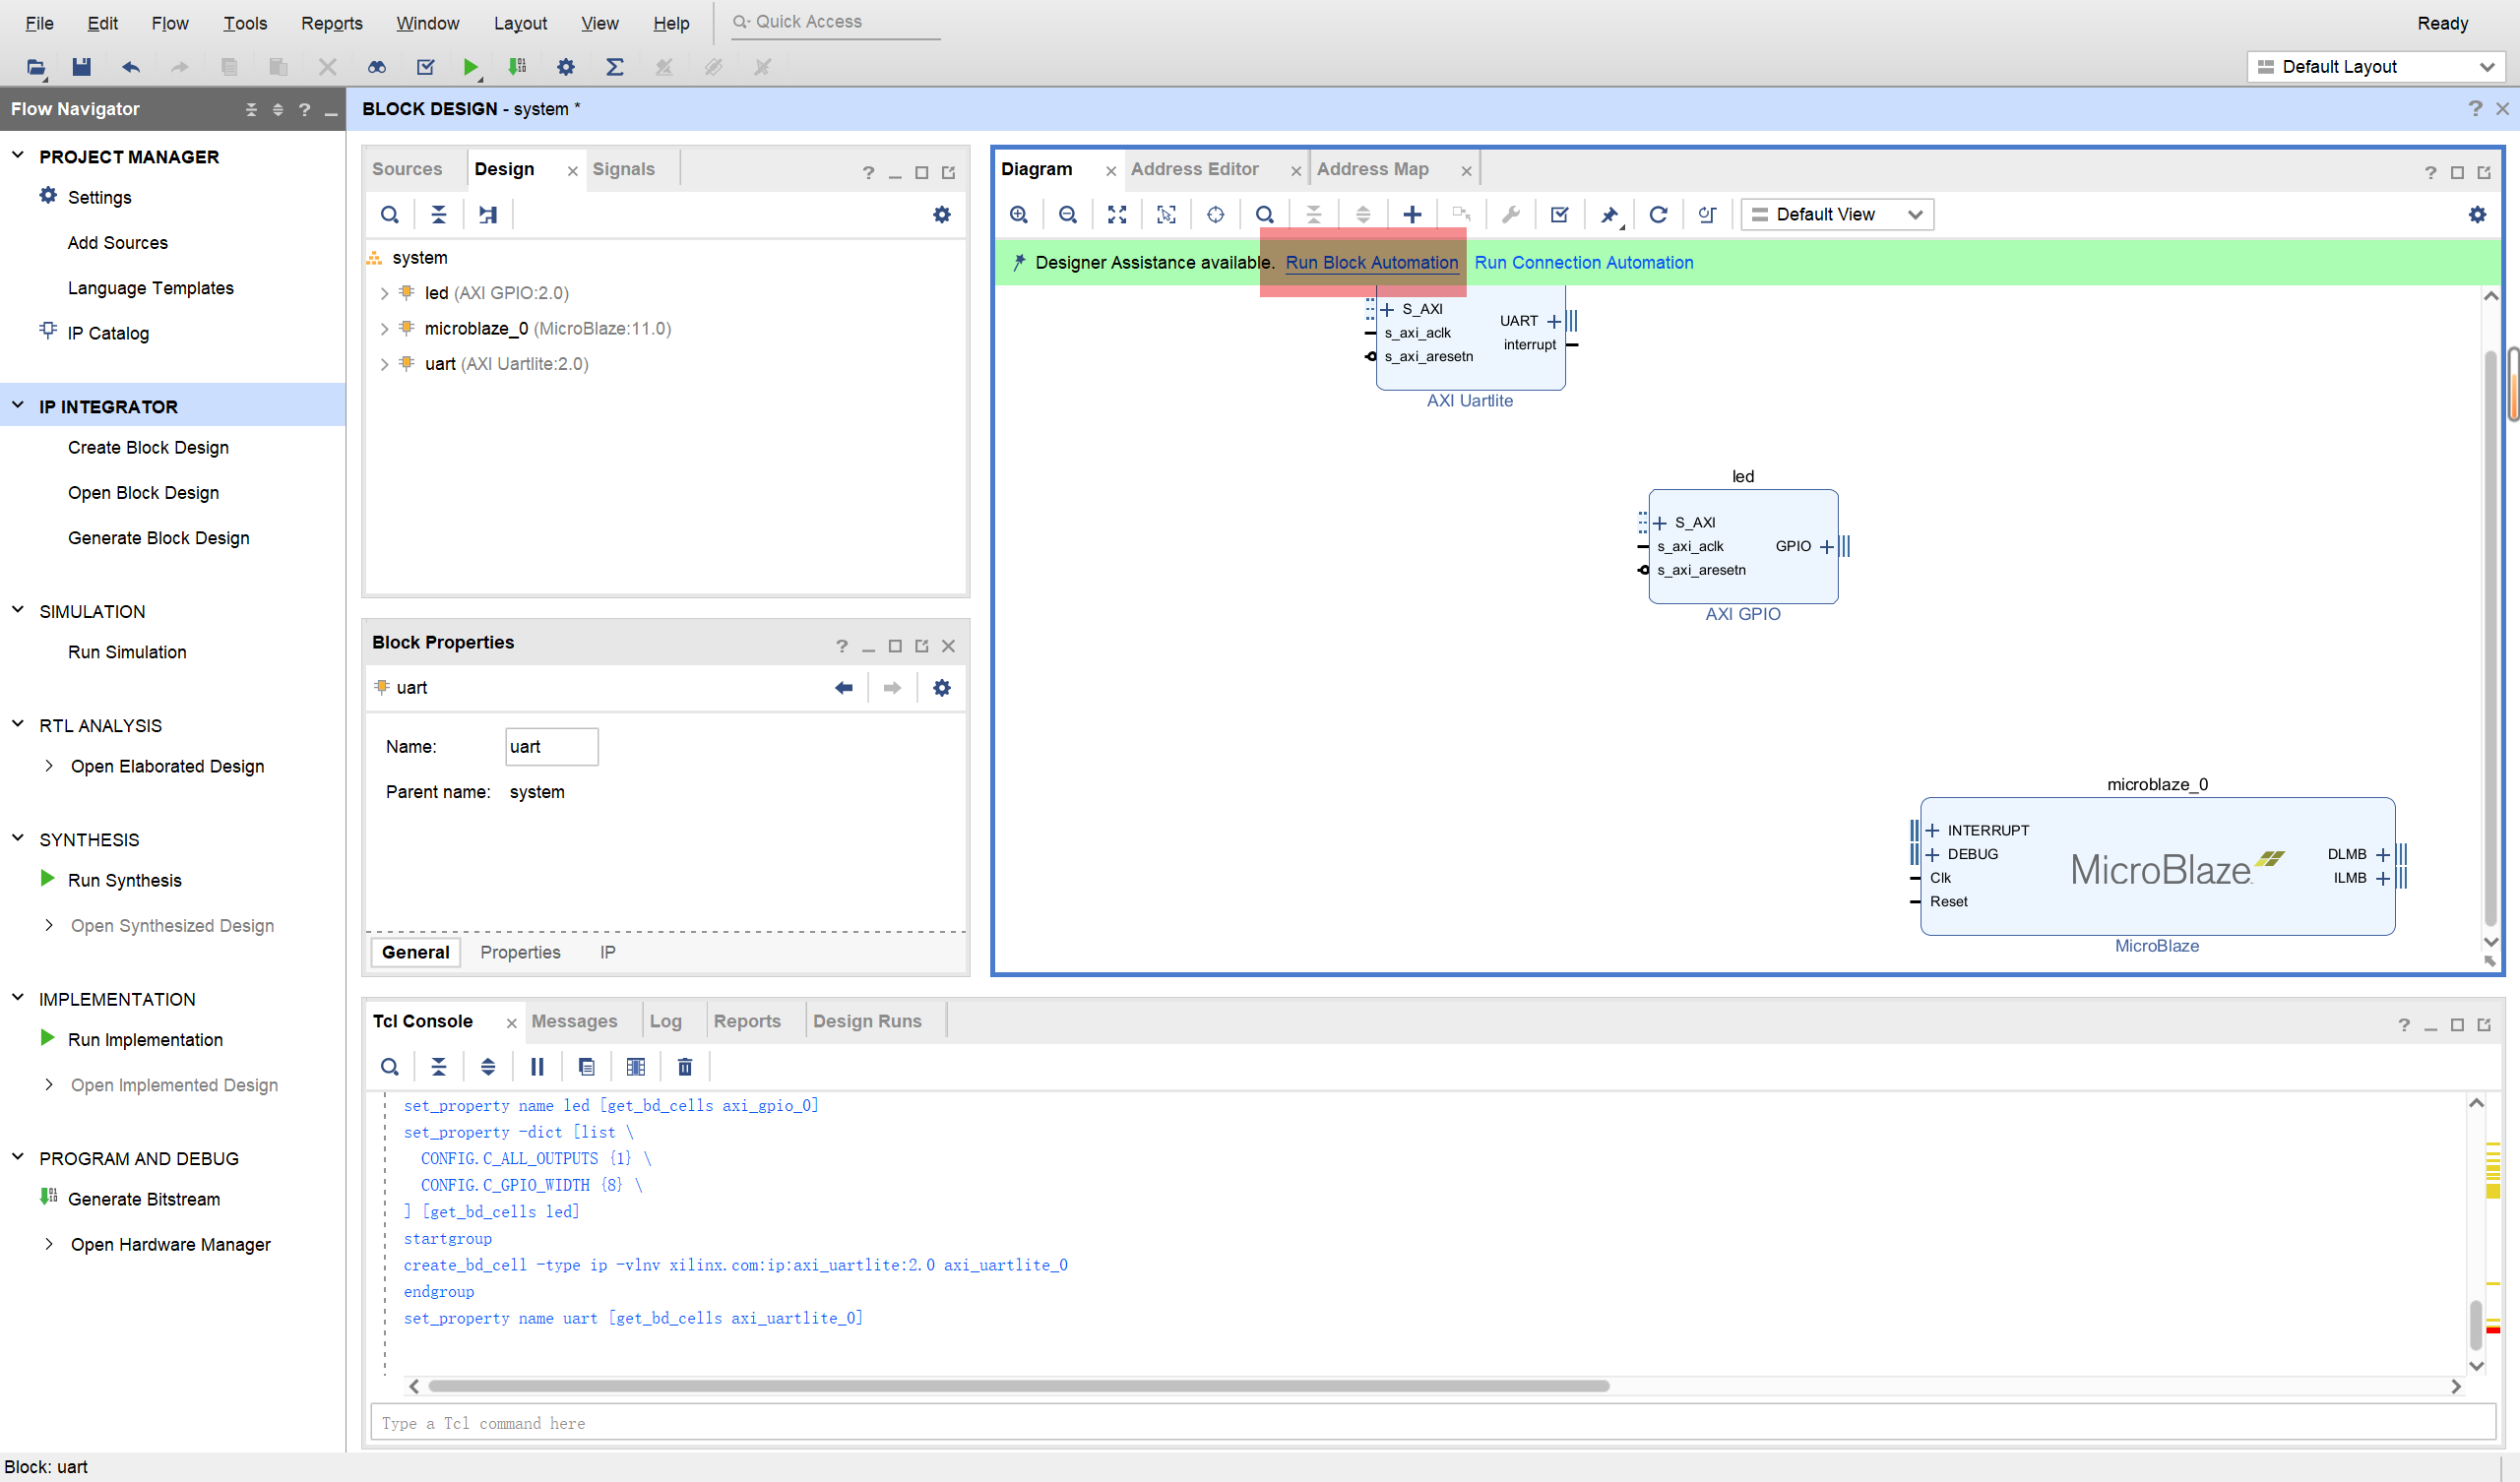 File Edit Flow Tools Reports Window Layout View Help Quick Access Ready
Default Layout
Flow Navigator
PROJECT MANAGER
Settings
Add Sources
Language Templates
IP Catalog
IP INTEGRATOR
Create Block Design
Open Block Design
Generate Block Design
SIMULATION
Run Simulation
RTL ANALYSIS
Open Elaborated Design
SYNTHESIS
Run Synthesis
Open Synthesized Design
IMPLEMENTATION
Run Implementation
Open Implemented Design
PROGRAM AND DEBUG
Generate Bitstream
Open Hardware Manager
BLOCK DESIGN - system *
Sources Design Signals
system
led (AXI GPIO:2.0)
microblaze_0 (MicroBlaze:11.0)
uart (AXI Uartlite:2.0)
Block Properties
uart
Name: uart
Parent name: system
General Properties IP
Diagram Address Editor Address Map
Default View
Designer Assistance available. Run Block Automation Run Connection Automation
S_AXI
s_axi_aclk
s_axi_aresetn
UART
interrupt
AXI Uartlite
led
S_AXI
s_axi_aclk
s_axi_aresetn
GPIO
AXI GPIO
microblaze_0
INTERRUPT
DEBUG
Clk
Reset
MicroBlaze
DLMB
ILMB
MicroBlaze
Tcl Console Messages Log Reports Design Runs
set_property name led [get_bd_cells axi_gpio_0]
set_property -dict [list \
CONFIG.C_ALL_OUTPUTS {1} \
CONFIG.C_GPIO_WIDTH {8} \
] [get_bd_cells led]
startgroup
create_bd_cell -type ip -vlnv xilinx.com:ip:axi_uartlite:2.0 axi_uartlite_0
endgroup
set_property name uart [get_bd_cells axi_uartlite_0]
Type a Tcl command here
Block: uart